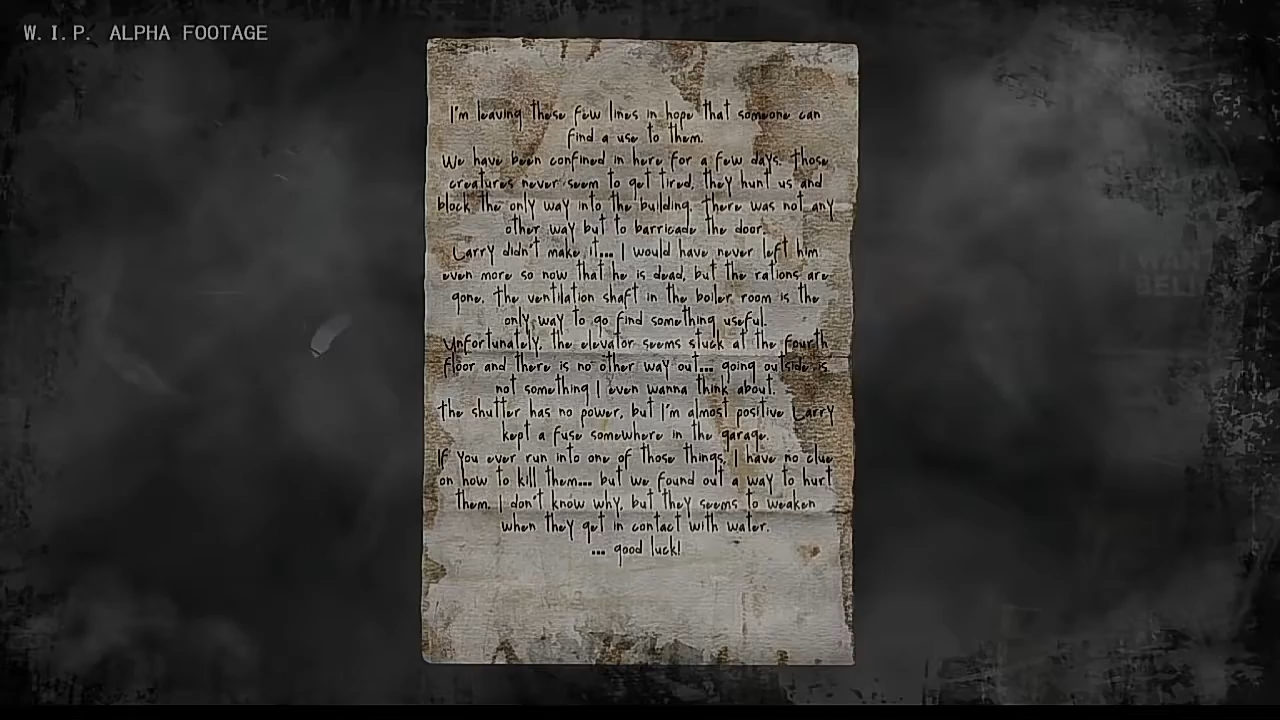 W.I.P. ALPHA FOOTAGE
I'm leaving these few lines in hope that someone can
find a use to them.
We have been confined in here for a few days. Those
creatures never seem to get tired, they hunt us and
block the only way into the building. There was not any
other way but to barricade the door.
Larry didn't make it... I would have never left him
even more so now that he is dead, but the rations are
gone. The ventilation shaft in the boiler room is the
only way to go find something useful.
Unfortunately, the elevator seems stuck at the fourth
floor and there is no other way out... going outside is
not something I even wanna think about.
The shutter has no power, but I'm almost positive Larry
kept a fuse somewhere in the garage.
If you ever run into one of those things, I have no clue
on how to kill them... but we found out a way to hurt
them. I don't know why, but they seems to weaken
when they get in contact with water.
... good luck!
WAN
BELI